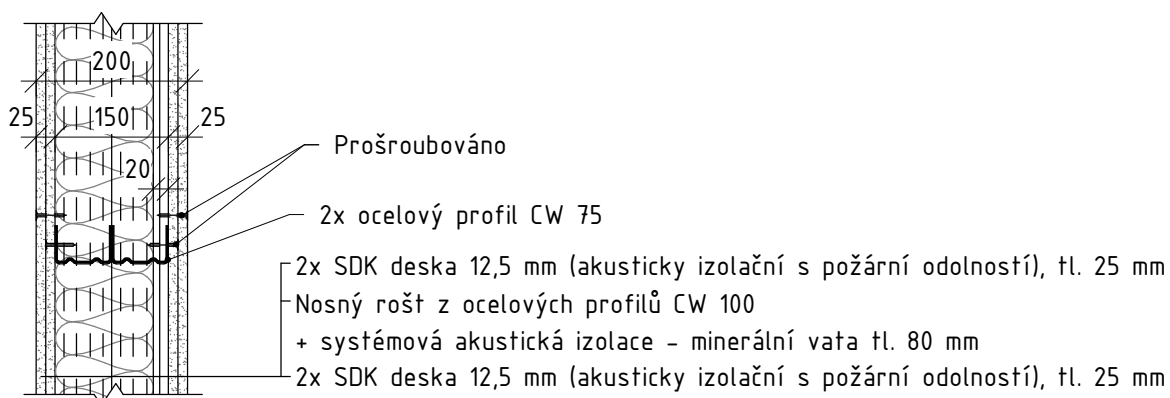 200
25
150
25
20
Prošroubováno
2x ocelový profil CW 75
2x SDK deska 12,5 mm (akusticky izolační s požární odolností), tl. 25 mm
Nosný rošt z ocelových profilů CW 100
+ systémová akustická izolace – minerální vata tl. 80 mm
2x SDK deska 12,5 mm (akusticky izolační s požární odolností), tl. 25 mm